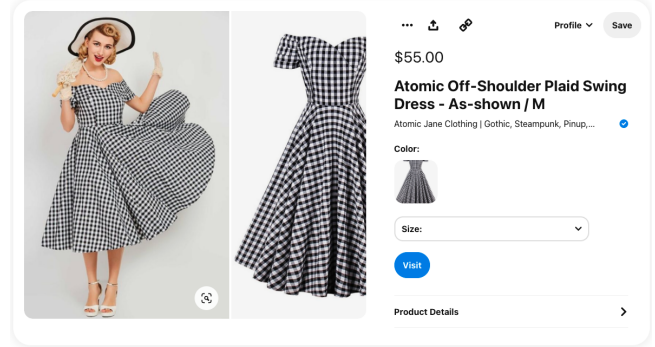 Profile
Save
$55.00
Atomic Off-Shoulder Plaid Swing
Dress - As-shown / M
Atomic Jane Clothing | Gothic, Steampunk, Pinup,...
Color:
Size:
Visit
Product Details